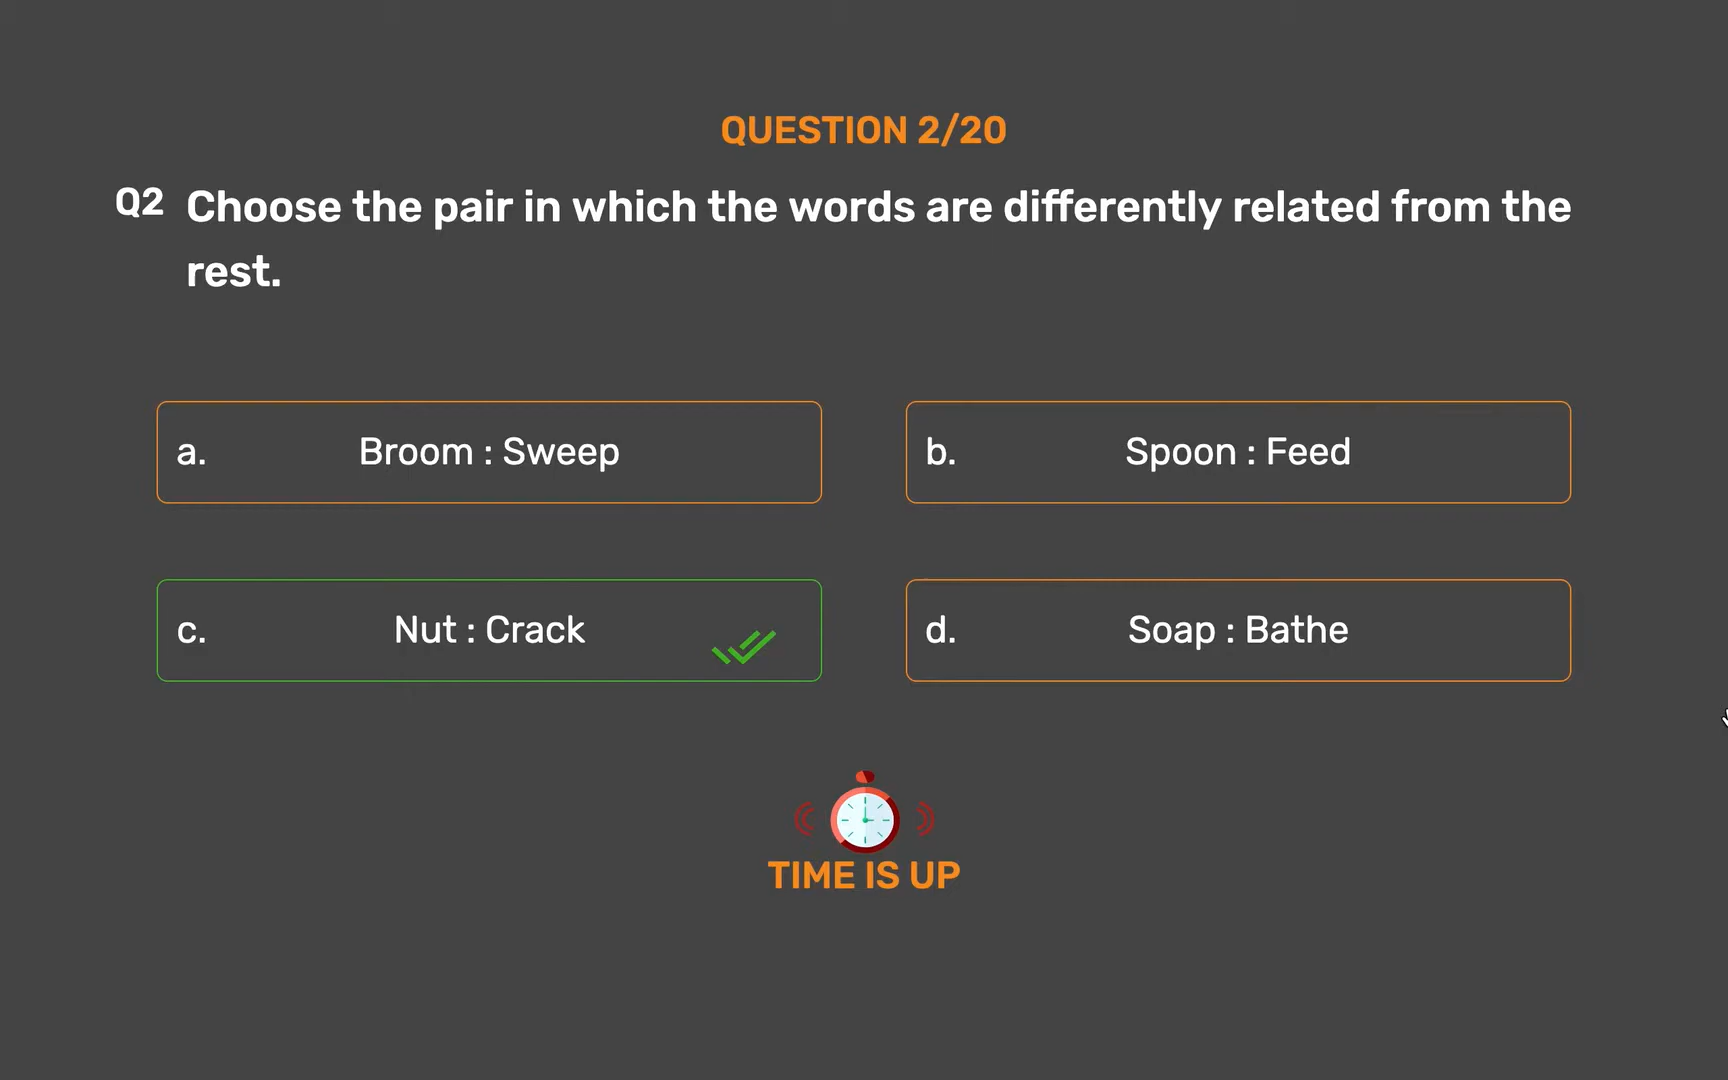 QUESTION 2/20
Q2 Choose the pair in which the words are differently related from the
rest.
a. Broom : Sweep
b. Spoon : Feed
c. Nut : Crack
d. Soap : Bathe
TIME IS UP